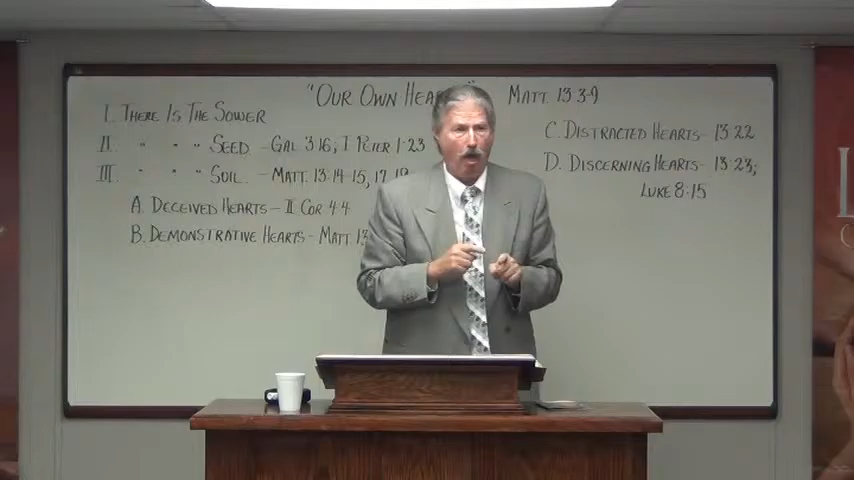 "OUR OWN HEAR " MATT. 13 3-9
I. THERE IS THE SOWER
II " " " SEED - GAL 3 16; I PETER 1-23
III " " " SOIL - MATT. 13 14-15, 17
A. DECEIVED HEARTS - II COR 4 4
B. DEMONSTRATIVE HEARTS - MATT. 13
C. DISTRACTED HEARTS - 13:22
D. DISCERNING HEARTS - 13:23;
LUKE 8:15